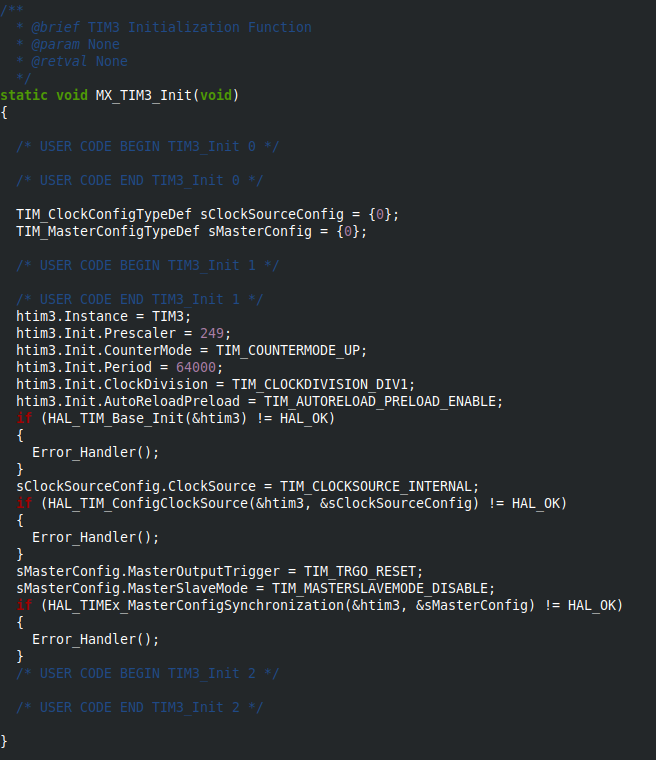 /**
  * @brief TIM3 Initialization Function
  * @param None
  * @retval None
  */
static void MX_TIM3_Init(void)
{
  /* USER CODE BEGIN TIM3_Init 0 */
  /* USER CODE END TIM3_Init 0 */
  TIM_ClockConfigTypeDef sClockSourceConfig = {0};
  TIM_MasterConfigTypeDef sMasterConfig = {0};
  /* USER CODE BEGIN TIM3_Init 1 */
  /* USER CODE END TIM3_Init 1 */
  htim3.Instance = TIM3;
  htim3.Init.Prescaler = 249;
  htim3.Init.CounterMode = TIM_COUNTERMODE_UP;
  htim3.Init.Period = 64000;
  htim3.Init.ClockDivision = TIM_CLOCKDIVISION_DIV1;
  htim3.Init.AutoReloadPreload = TIM_AUTORELOAD_PRELOAD_ENABLE;
  if (HAL_TIM_Base_Init(&htim3) != HAL_OK)
  {
    Error_Handler();
  }
  sClockSourceConfig.ClockSource = TIM_CLOCKSOURCE_INTERNAL;
  if (HAL_TIM_ConfigClockSource(&htim3, &sClockSourceConfig) != HAL_OK)
  {
    Error_Handler();
  }
  sMasterConfig.MasterOutputTrigger = TIM_TRGO_RESET;
  sMasterConfig.MasterSlaveMode = TIM_MASTERSLAVEMODE_DISABLE;
  if (HAL_TIMEx_MasterConfigSynchronization(&htim3, &sMasterConfig) != HAL_OK)
  {
    Error_Handler();
  }
  /* USER CODE BEGIN TIM3_Init 2 */
  /* USER CODE END TIM3_Init 2 */
}